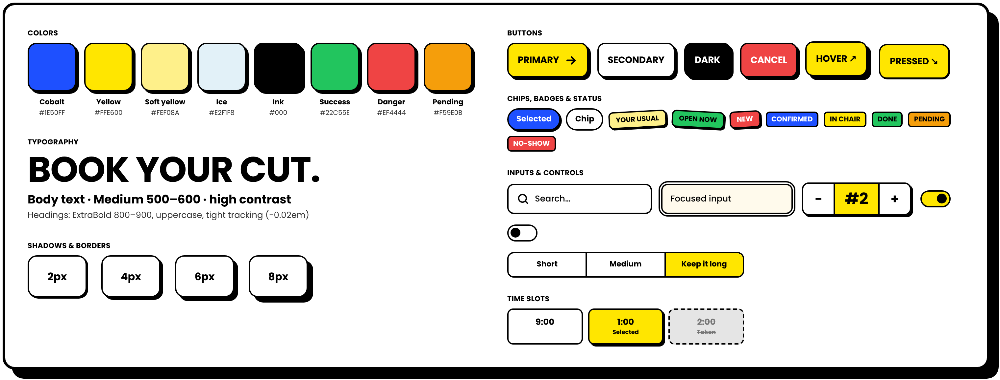 COLORS
Cobalt
#1E50FF
Yellow
#FFE600
Soft yellow
#FEF08A
Ice
#E2F1F8
Ink
#000
Success
#22C55E
Danger
#EF4444
Pending
#F59E0B
TYPOGRAPHY
BOOK YOUR CUT.
Body text · Medium 500–600 · high contrast
Headings: ExtraBold 800–900, uppercase, tight tracking (-0.02em)
SHADOWS & BORDERS
2px
4px
6px
8px
BUTTONS
PRIMARY →
SECONDARY
DARK
CANCEL
HOVER ↗
PRESSED ↘
CHIPS, BADGES & STATUS
Selected
Chip
YOUR USUAL
OPEN NOW
NEW
CONFIRMED
IN CHAIR
DONE
PENDING
NO-SHOW
INPUTS & CONTROLS
Search...
Focused input
- #2 +
Short
Medium
Keep it long
TIME SLOTS
9:00
1:00
Selected
2:00
Taken